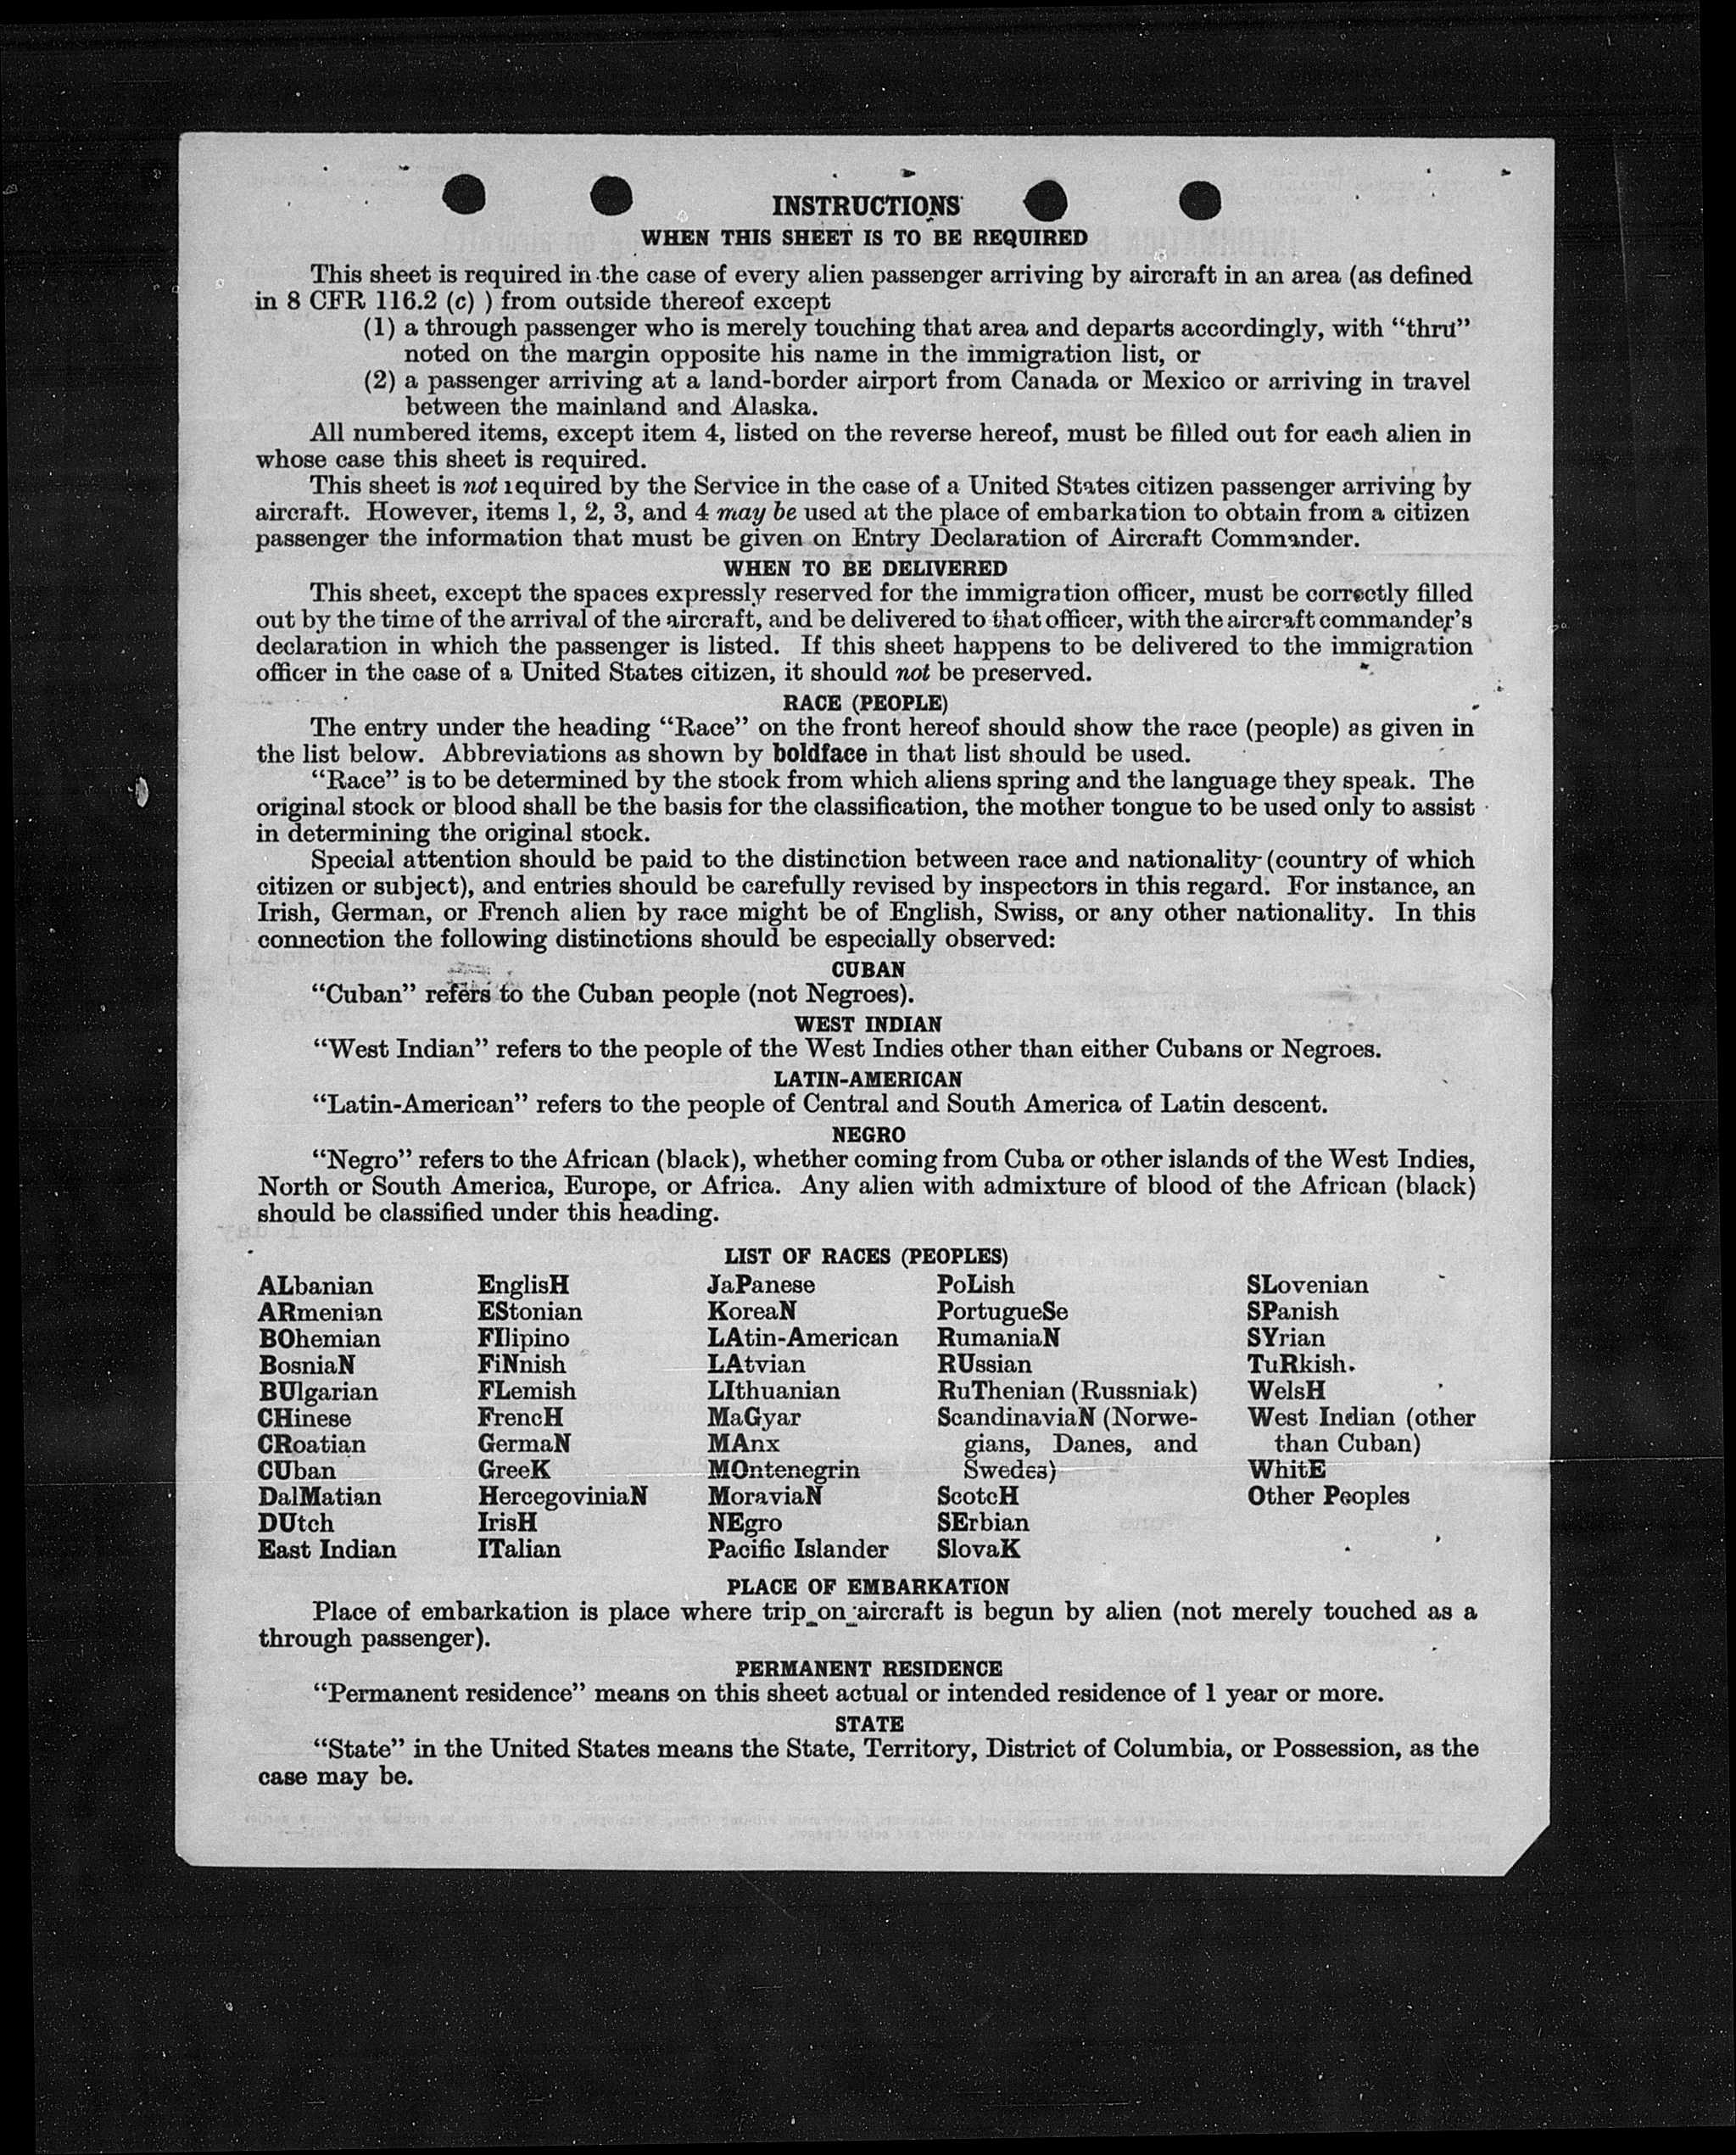 INSTRUCTIONS
WHEN THIS SHEET IS TO BE REQUIRED
This sheet is required in the case of every alien passenger arriving by aircraft in an area (as defined
in 8 CFR 116.2 (c) ) from outside thereof except
(1) a through passenger who is merely touching that area and departs accordingly, with “thru”
noted on the margin opposite his name in the immigration list, or
(2) a passenger arriving at a land-border airport from Canada or Mexico or arriving in travel
between the mainland and Alaska.
All numbered items, except item 4, listed on the reverse hereof, must be filled out for each alien in
whose case this sheet is required.
This sheet is not required by the Service in the case of a United States citizen passenger arriving by
aircraft. However, items 1, 2, 3, and 4 may be used at the place of embarkation to obtain from a citizen
passenger the information that must be given on Entry Declaration of Aircraft Commander.
WHEN TO BE DELIVERED
This sheet, except the spaces expressly reserved for the immigration officer, must be correctly filled
out by the time of the arrival of the aircraft, and be delivered to that officer, with the aircraft commander’s
declaration in which the passenger is listed. If this sheet happens to be delivered to the immigration
officer in the case of a United States citizen, it should not be preserved.
RACE (PEOPLE)
The entry under the heading “Race” on the front hereof should show the race (people) as given in
the list below. Abbreviations as shown by boldface in that list should be used.
“Race” is to be determined by the stock from which aliens spring and the language they speak. The
original stock or blood shall be the basis for the classification, the mother tongue to be used only to assist
in determining the original stock.
Special attention should be paid to the distinction between race and nationality (country of which
citizen or subject), and entries should be carefully revised by inspectors in this regard. For instance, an
Irish, German, or French alien by race might be of English, Swiss, or any other nationality. In this
connection the following distinctions should be especially observed:
CUBAN
“Cuban” refers to the Cuban people (not Negroes).
WEST INDIAN
“West Indian” refers to the people of the West Indies other than either Cubans or Negroes.
LATIN-AMERICAN
“Latin-American” refers to the people of Central and South America of Latin descent.
NEGRO
“Negro” refers to the African (black), whether coming from Cuba or other islands of the West Indies,
North or South America, Europe, or Africa. Any alien with admixture of blood of the African (black)
should be classified under this heading.
LIST OF RACES (PEOPLES)
ALbanian
ARmenian
BOhemian
BosniaN
BUlgarian
CHinese
CRoatian
CUban
DalMatian
DUtch
East Indian
EnglisH
EStonian
FIlipino
FiNnish
FLemish
FrencH
GermaN
GreeK
HercegoviniaN
IrisH
ITalian
JaPanese
KoreaN
LAtin-American
LAtvian
LIthuanian
MaGyar
MAnx
MOntenegrin
MoraviaN
NEgro
Pacific Islander
PoLish
PortugueSe
RumaniaN
RUssian
RuThenian (Russniak)
ScandinaviaN (Norwe-
gians, Danes, and
Swedes)
ScotcH
SErbian
SlovaK
SLovenian
SPanish
SYrian
TuRkish.
WelsH
West Indian (other
than Cuban)
WhitE
Other Peoples
PLACE OF EMBARKATION
Place of embarkation is place where trip on aircraft is begun by alien (not merely touched as a
through passenger).
PERMANENT RESIDENCE
“Permanent residence” means on this sheet actual or intended residence of 1 year or more.
STATE
“State” in the United States means the State, Territory, District of Columbia, or Possession, as the
case may be.